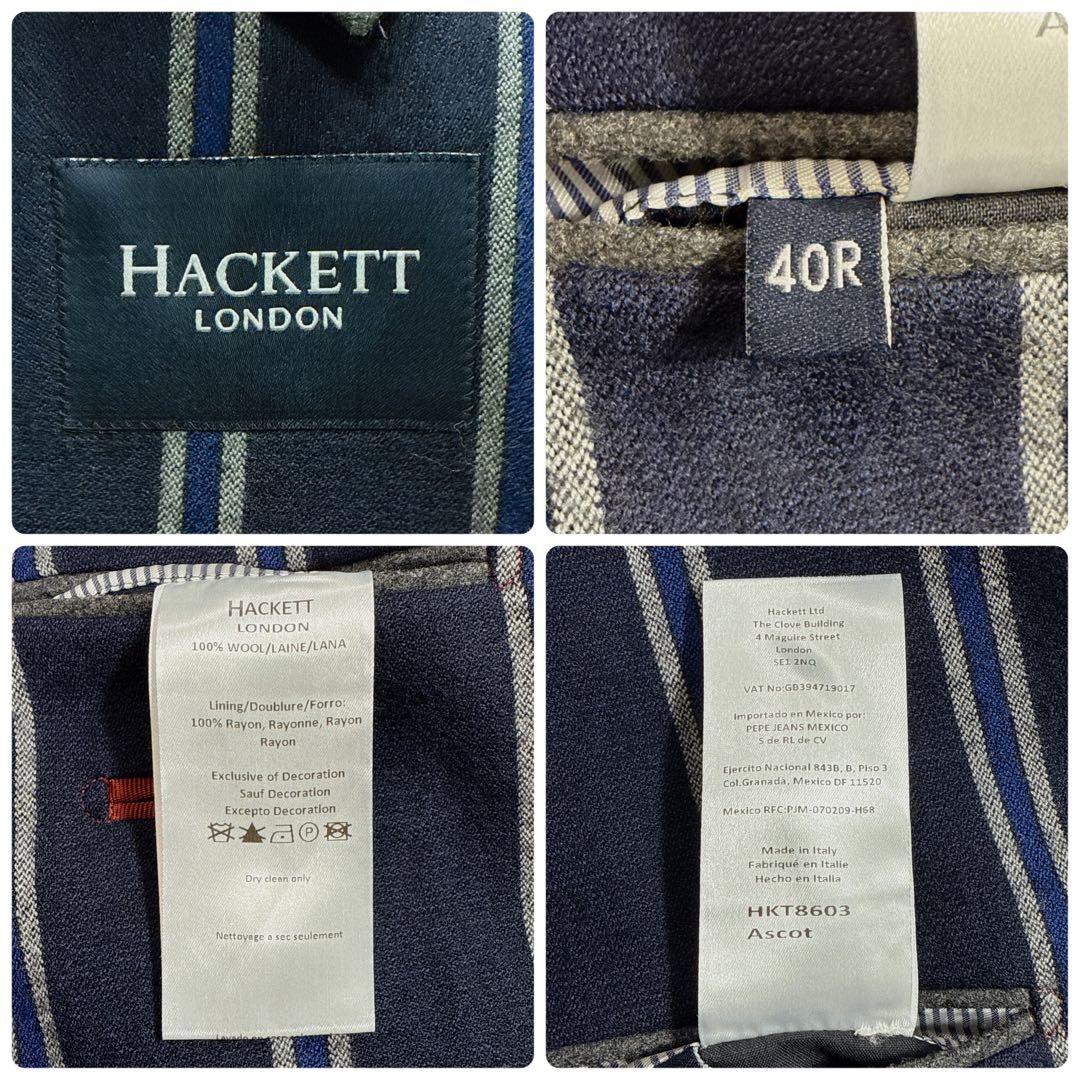 HACKETT
LONDON
A
40R
HACKETT
LONDON
100% WOOL/LAINE/LANA
Lining/Doublure/Forro:
100% Rayon, Rayonne, Rayon
Rayon
Exclusive of Decoration
Sauf Decoration
Excepto Decoration
P
Dry clean only
Nettoyage a sec seulement
Hackett Ltd
The Clove Building
4 Maguire Street
London
SE1 2NQ
VAT No:GB394719017
Importado en Mexico por:
PEPE JEANS MEXICO
S de RL de CV
Ejercito Nacional 843B, B, Piso 3
Col.Granada, Mexico DF 11520
Mexico RFC:PJM-070209-H68
Made in Italy
Fabriqué en Italie
Hecho en Italia
HKT8603
Ascot